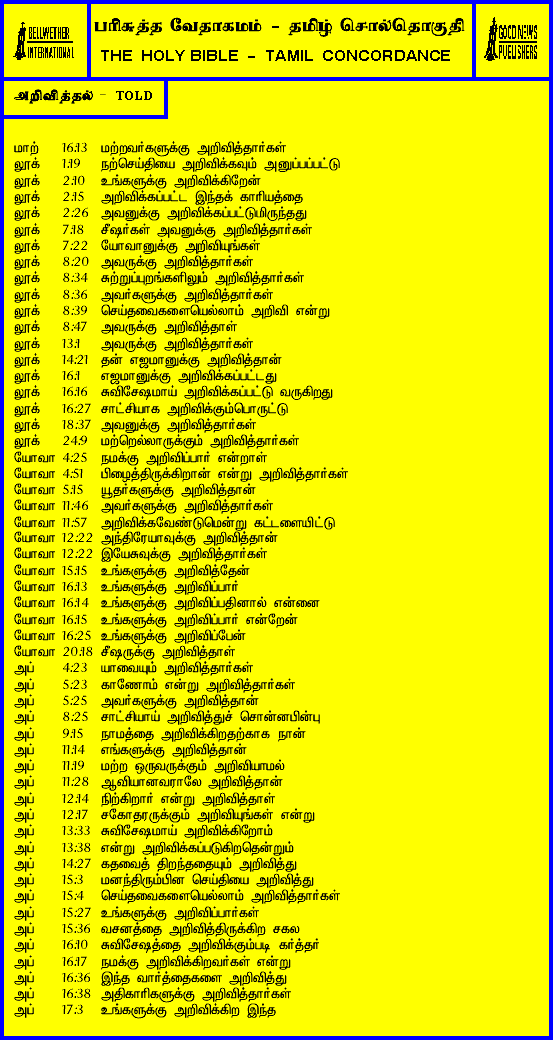 BELLWETHER
INTERNATIONAL
பரிசுத்த வேதாகமம் – தமிழ் சொல்தொகுதி
THE HOLY BIBLE – TAMIL CONCORDANCE
GOOD NEWS
PUBLISHERS
அறிவித்தல் – TOLD
மாற் 16:13 மற்றவர்களுக்கு அறிவித்தார்கள்
லூக் 1:19 நற்செய்தியை அறிவிக்கவும் அனுப்பப்பட்டு
லூக் 2:10 உங்களுக்கு அறிவிக்கிறேன்
லூக் 2:15 அறிவிக்கப்பட்ட இந்தக் காரியத்தை
லூக் 2:26 அவனுக்கு அறிவிக்கப்பட்டுமிருந்தது
லூக் 7:18 சீஷர்கள் அவனுக்கு அறிவித்தார்கள்
லூக் 7:22 யோவானுக்கு அறிவியுங்கள்
லூக் 8:20 அவருக்கு அறிவித்தார்கள்
லூக் 8:34 சுற்றுப்புறங்களிலும் அறிவித்தார்கள்
லூக் 8:36 அவர்களுக்கு அறிவித்தார்கள்
லூக் 8:39 செய்தவைகளையெல்லாம் அறிவி என்று
லூக் 8:47 அவருக்கு அறிவித்தாள்
லூக் 13:1 அவருக்கு அறிவித்தார்கள்
லூக் 14:21 தன் எஜமானுக்கு அறிவித்தான்
லூக் 16:1 எஜமானுக்கு அறிவிக்கப்பட்டது
லூக் 16:16 சுவிசேஷமாய் அறிவிக்கப்பட்டு வருகிறது
லூக் 16:27 சாட்சியாக அறிவிக்கும்பொருட்டு
லூக் 18:37 அவனுக்கு அறிவித்தார்கள்
லூக் 24:9 மற்றெல்லாருக்கும் அறிவித்தார்கள்
யோவா 4:25 நமக்கு அறிவிப்பார் என்றாள்
யோவா 4:51 பிழைத்திருக்கிறான் என்று அறிவித்தார்கள்
யோவா 5:15 யூதர்களுக்கு அறிவித்தான்
யோவா 11:46 அவர்களுக்கு அறிவித்தார்கள்
யோவா 11:57 அறிவிக்கவேண்டுமென்று கட்டளையிட்டு
யோவா 12:22 அந்திரேயாவுக்கு அறிவித்தான்
யோவா 12:22 இயேசுவுக்கு அறிவித்தார்கள்
யோவா 15:15 உங்களுக்கு அறிவித்தேன்
யோவா 16:13 உங்களுக்கு அறிவிப்பார்
யோவா 16:14 உங்களுக்கு அறிவிப்பதினால் என்னை
யோவா 16:15 உங்களுக்கு அறிவிப்பார் என்றேன்
யோவா 16:25 உங்களுக்கு அறிவிப்பேன்
யோவா 20:18 சீஷருக்கு அறிவித்தாள்
அப் 4:23 யாவையும் அறிவித்தார்கள்
அப் 5:23 காணோம் என்று அறிவித்தார்கள்
அப் 5:25 அவர்களுக்கு அறிவித்தான்
அப் 8:25 சாட்சியாய் அறிவித்துச் சொன்னபின்பு
அப் 9:15 நாமத்தை அறிவிக்கிறதற்காக நான்
அப் 11:14 எங்களுக்கு அறிவித்தான்
அப் 11:19 மற்ற ஒருவருக்கும் அறிவியாமல்
அப் 11:28 ஆவியானவராலே அறிவித்தான்
அப் 12:14 நிற்கிறார் என்று அறிவித்தாள்
அப் 12:17 சகோதரருக்கும் அறிவியுங்கள் என்று
அப் 13:33 சுவிசேஷமாய் அறிவிக்கிறோம்
அப் 13:38 என்று அறிவிக்கப்படுகிறதென்றும்
அப் 14:27 கதவைத் திறந்ததையும் அறிவித்து
அப் 15:3 மனந்திரும்பின செய்தியை அறிவித்து
அப் 15:4 செய்தவைகளையெல்லாம் அறிவித்தார்கள்
அப் 15:27 உங்களுக்கு அறிவிப்பார்கள்
அப் 15:36 வசனத்தை அறிவித்திருக்கிற சகல
அப் 16:10 சுவிசேஷத்தை அறிவிக்கும்படி கர்த்தர்
அப் 16:17 நமக்கு அறிவிக்கிறவர்கள் என்று
அப் 16:36 இந்த வார்த்தைகளை அறிவித்து
அப் 16:38 அதிகாரிகளுக்கு அறிவித்தார்கள்
அப் 17:3 உங்களுக்கு அறிவிக்கிற இந்த